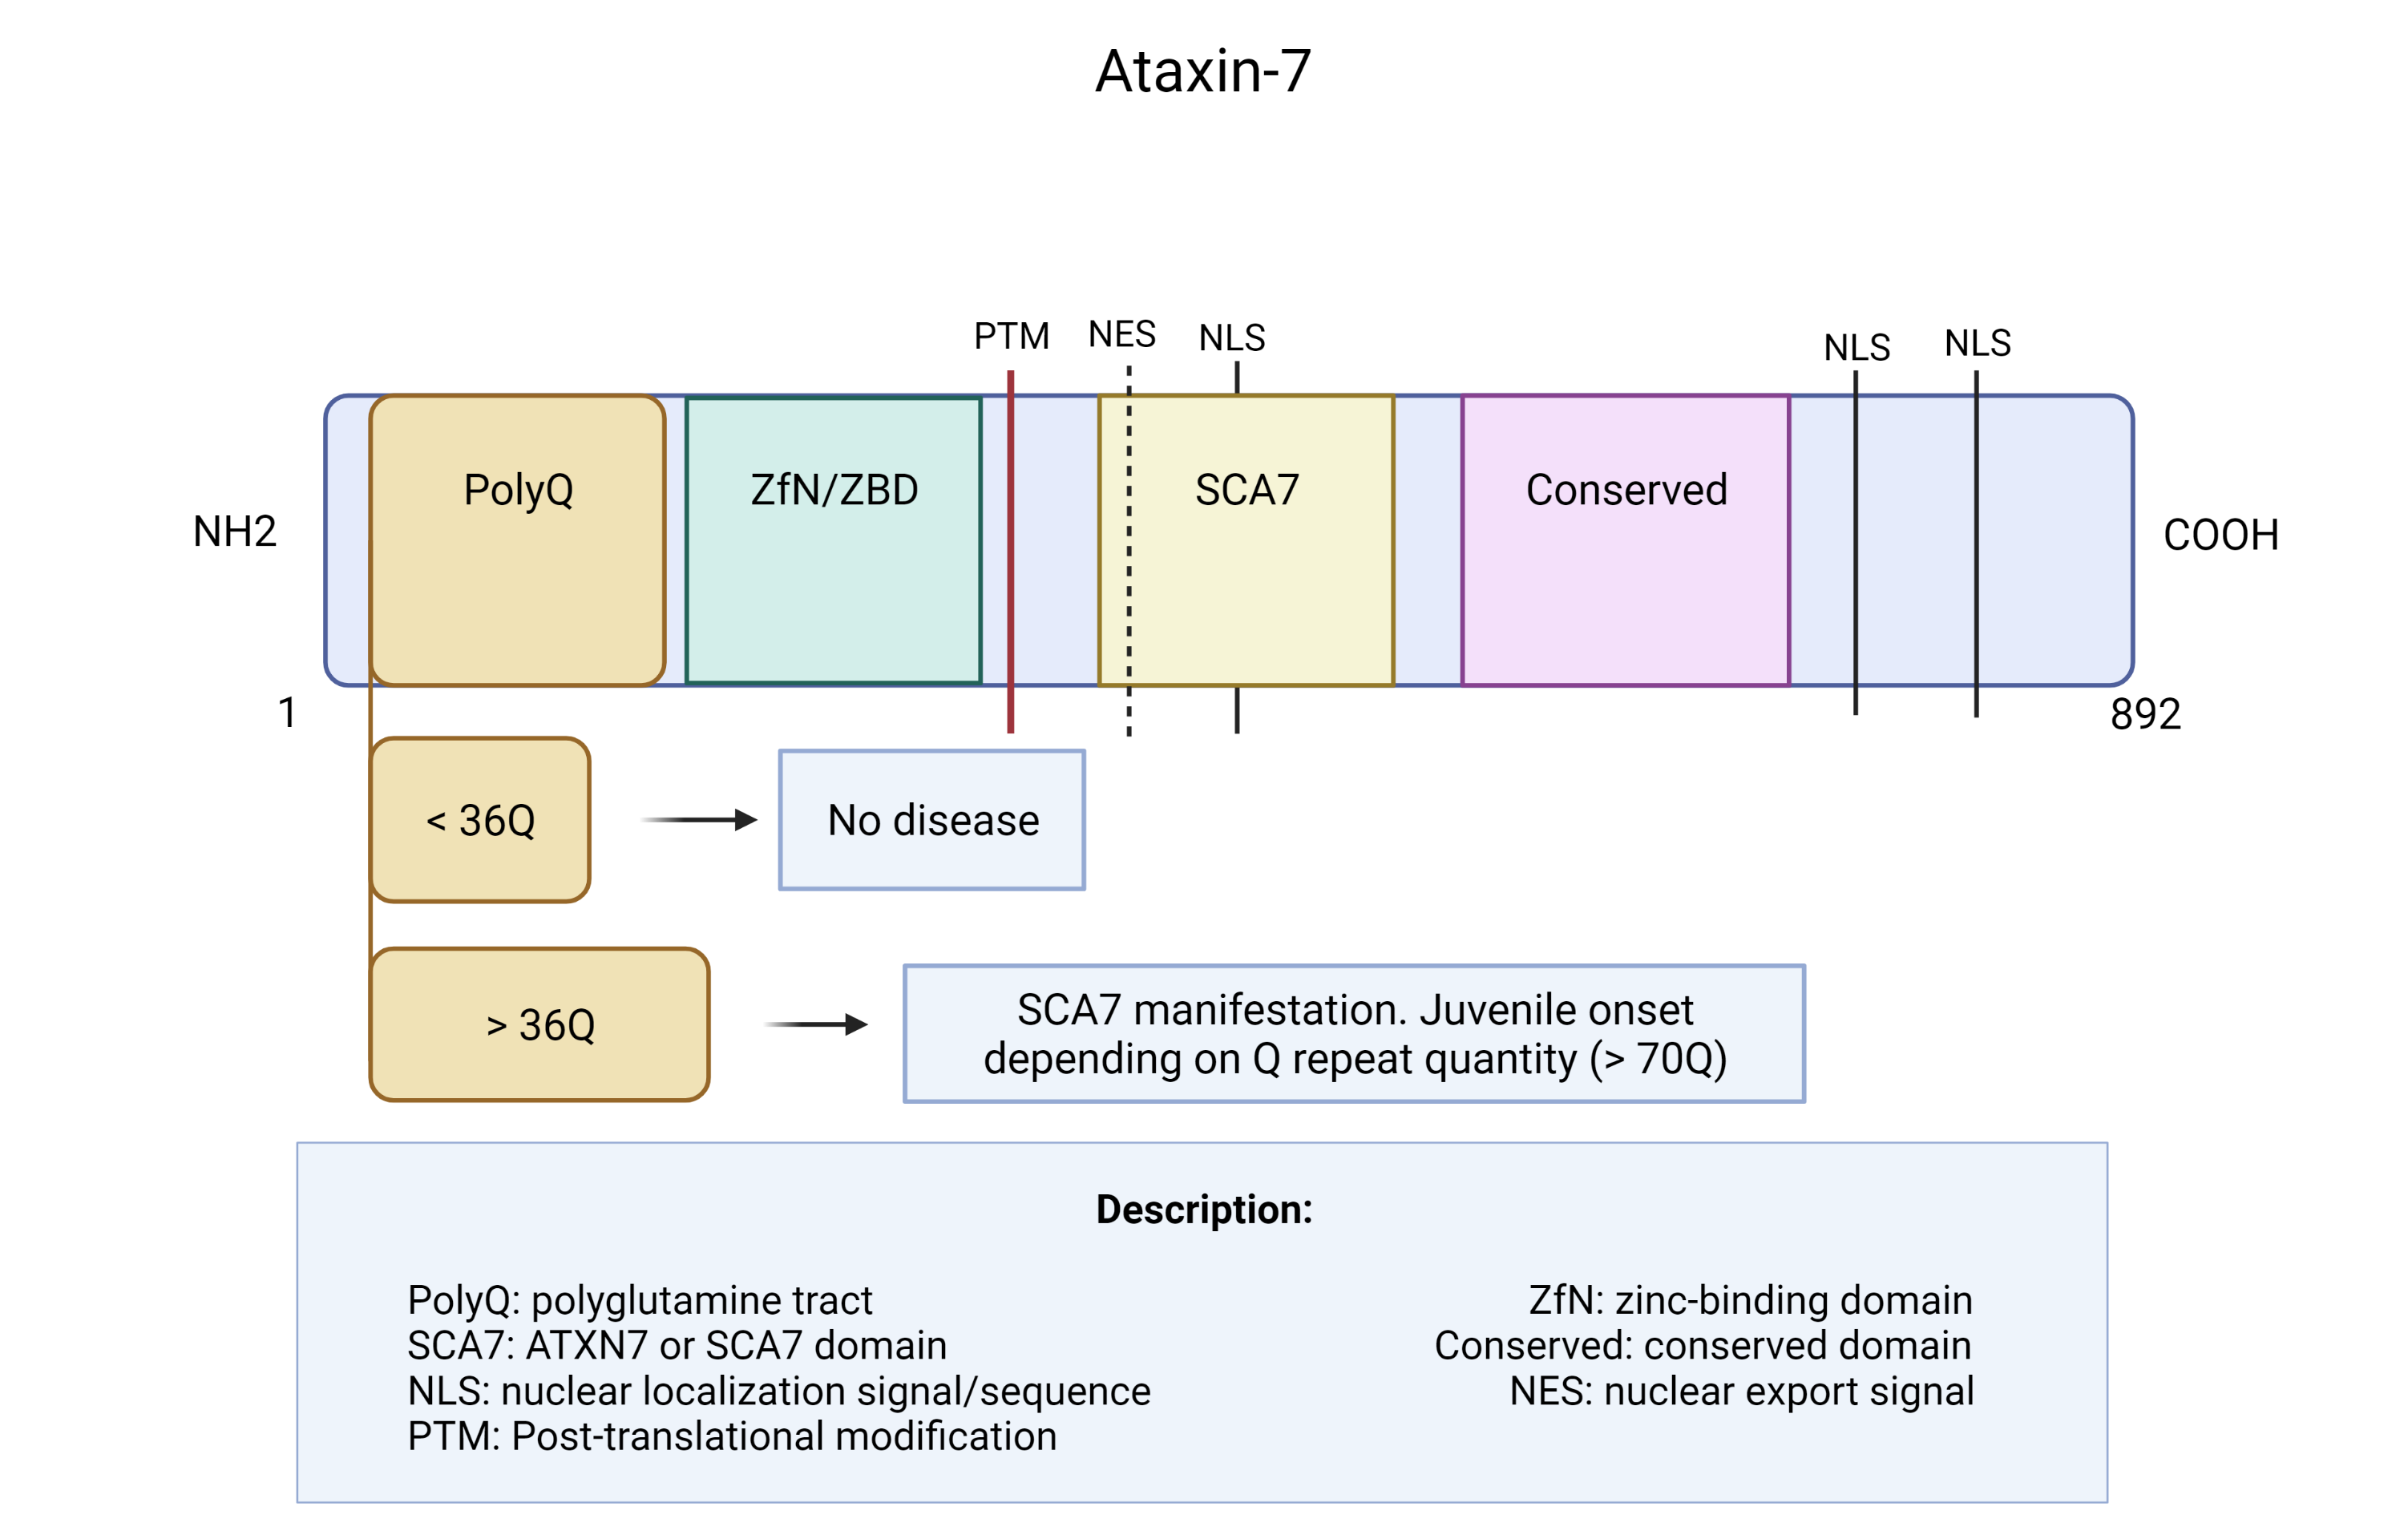 Ataxin-7
PTM
NES
NLS
NLS
NLS
PolyQ
ZfN/ZBD
SCA7
Conserved
NH2
COOH
1
892
< 36Q
No disease
> 36Q
SCA7 manifestation. Juvenile onset
depending on Q repeat quantity (> 70Q)
Description:
PolyQ: polyglutamine tract
SCA7: ATXN7 or SCA7 domain
NLS: nuclear localization signal/sequence
PTM: Post-translational modification
ZfN: zinc-binding domain
Conserved: conserved domain
NES: nuclear export signal